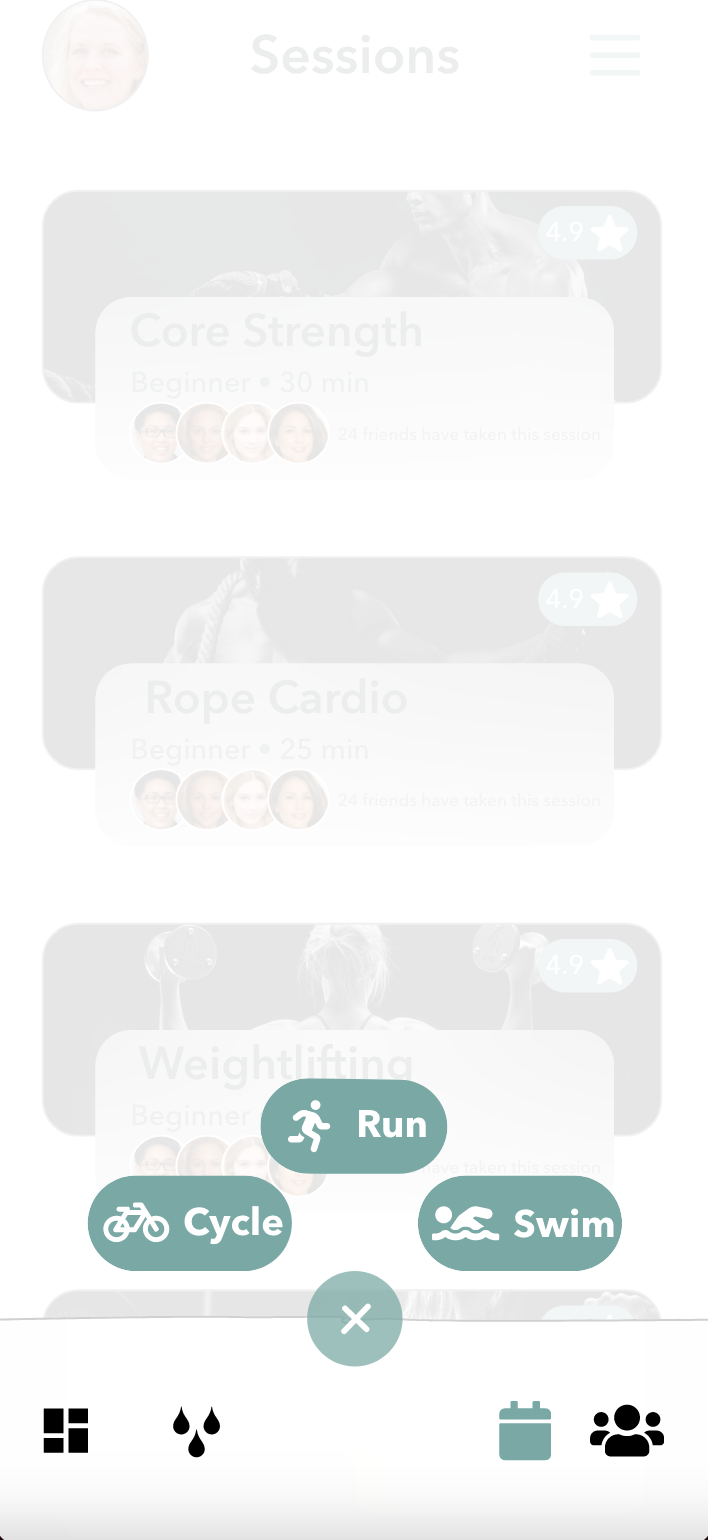 Sessions
4.9
Core Strength
Beginner • 30 min
24 friends have taken this session
4.9
Rope Cardio
Beginner • 25 min
24 friends have taken this session
4.9
Weightlifting
Beginner
have taken this session
Run
Cycle
Swim